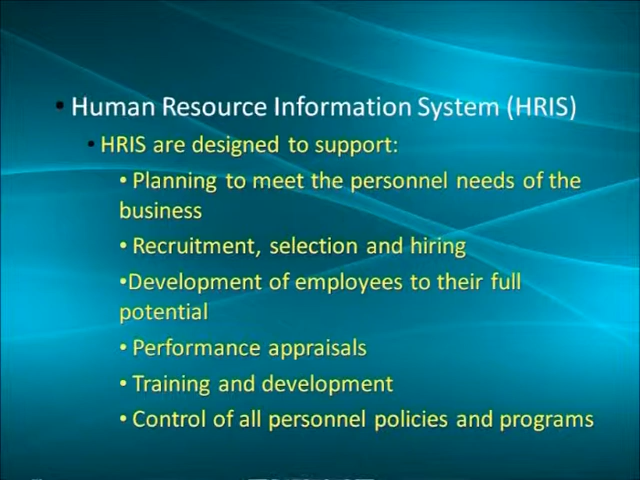 • Human Resource Information System (HRIS)
• HRIS are designed to support:
• Planning to meet the personnel needs of the
business
• Recruitment, selection and hiring
•Development of employees to their full
potential
• Performance appraisals
• Training and development
• Control of all personnel policies and programs